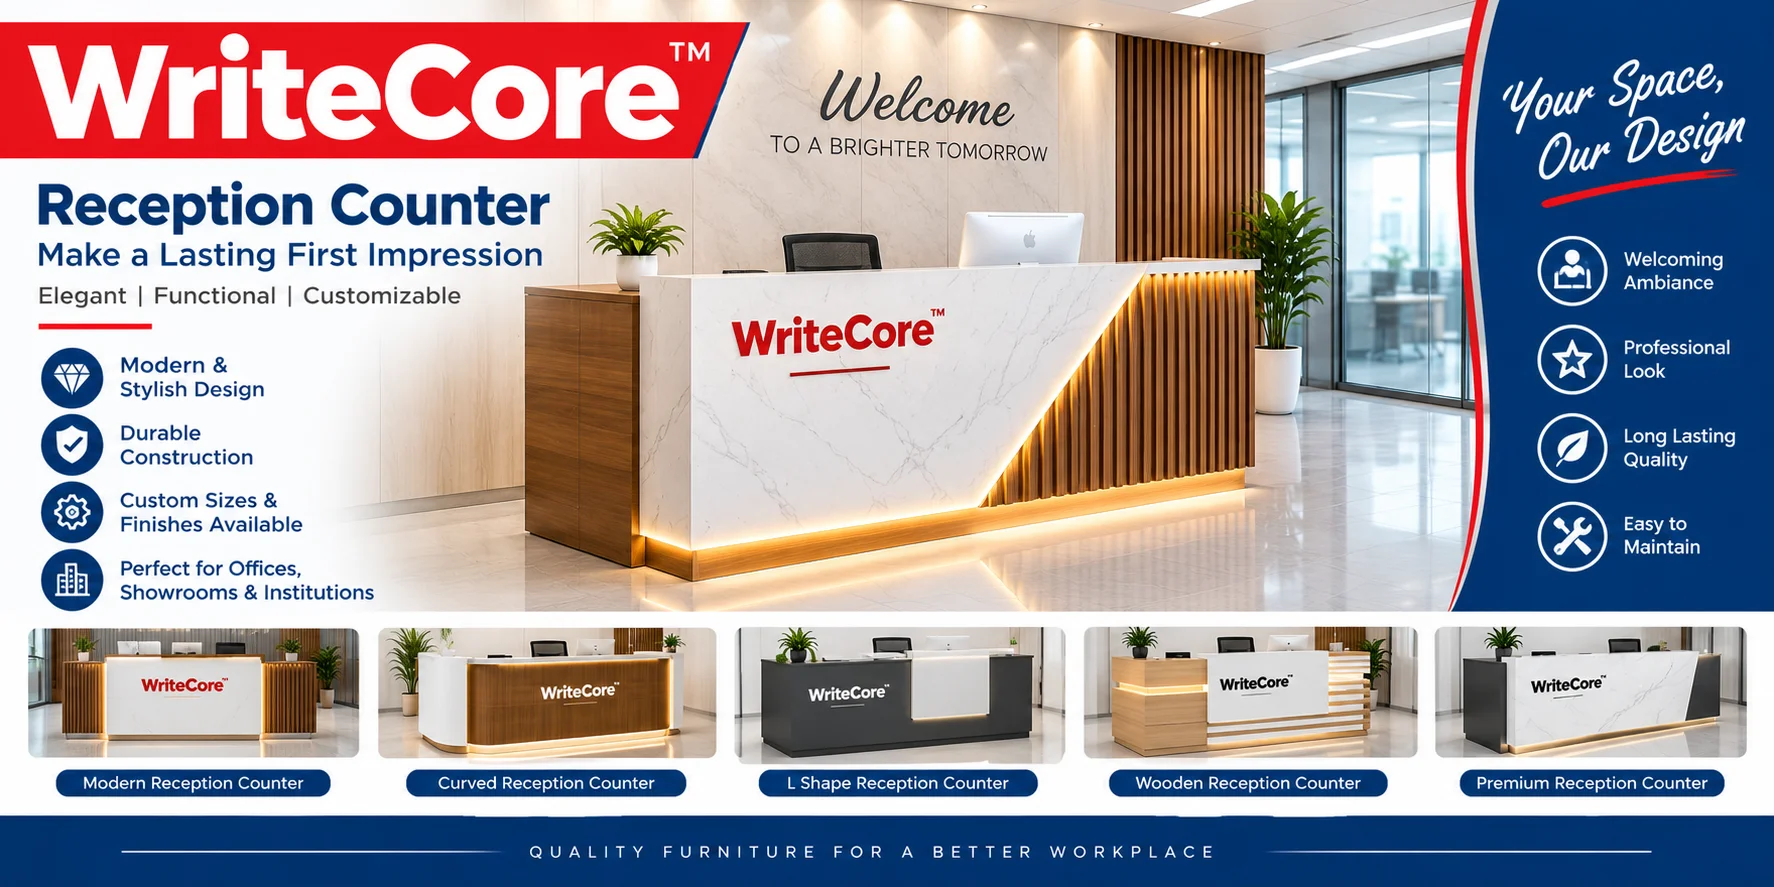 WriteCore™
Reception Counter
Make a Lasting First Impression
Elegant | Functional | Customizable
Modern &
Stylish Design
Durable
Construction
Custom Sizes &
Finishes Available
Perfect for Offices,
Showrooms & Institutions
Welcome
TO A BRIGHTER TOMORROW
WriteCore™
'Your Space,
Our Design
Welcoming
Ambiance
Professional
Look
Long Lasting
Quality
Easy to
Maintain
WriteCore™
WriteCore™
WriteCore™
WriteCore™
WriteCore™
Modern Reception Counter
Curved Reception Counter
L Shape Reception Counter
Wooden Reception Counter
Premium Reception Counter
QUALITY FURNITURE FOR A BETTER WORKPLACE